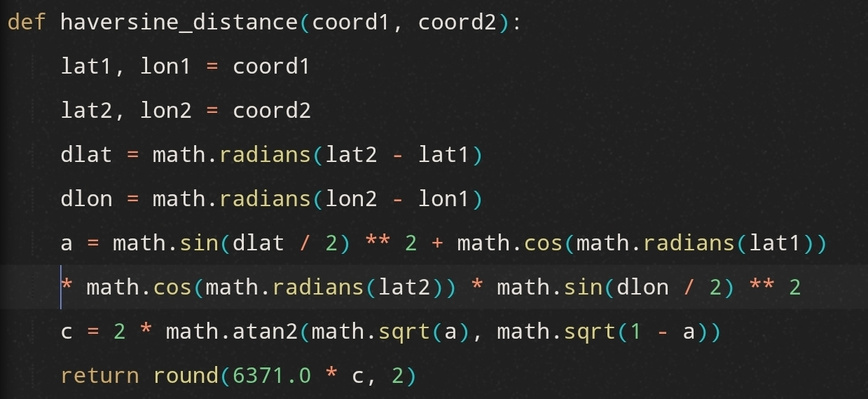 def haversine_distance(coord1, coord2):
    lat1, lon1 = coord1
    lat2, lon2 = coord2
    dlat = math.radians(lat2 - lat1)
    dlon = math.radians(lon2 - lon1)
    a = math.sin(dlat / 2) ** 2 + math.cos(math.radians(lat1))
    * math.cos(math.radians(lat2)) * math.sin(dlon / 2) ** 2
    c = 2 * math.atan2(math.sqrt(a), math.sqrt(1 - a))
    return round(6371.0 * c, 2)